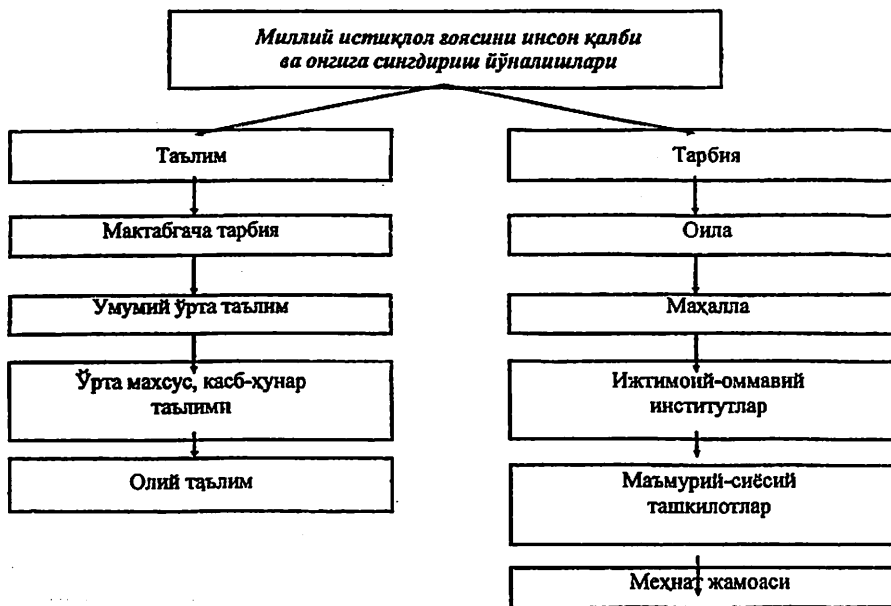 Миллий истиқлол ғоясини инсон қалби
ва онгига сингдириш йўналишлари
Таълим
Тарбия
Мактабгача тарбия
Оила
Умумий ўрта таълим
Маҳалла
Ўрта махсус, касб-ҳунар
таълими
Ижтимоий-оммавий
институтлар
Олий таълим
Маъмурий-сиёсий
ташкилотлар
Меҳнат жамоаси